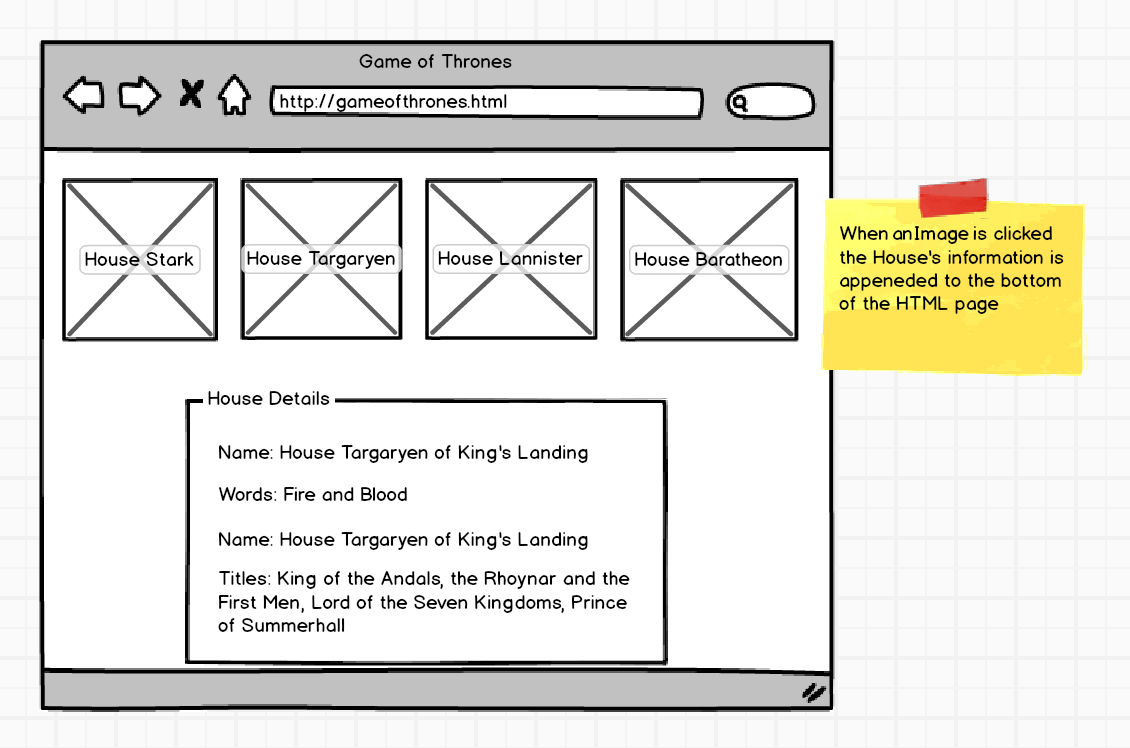 Game of Thrones
http://gameofthrones.html
House Stark
House Targaryen
House Lannister
House Baratheon
When anImage is clicked
the House's information is
appeneded to the bottom
of the HTML page
House Details
Name: House Targaryen of King's Landing
Words: Fire and Blood
Name: House Targaryen of King's Landing
Titles: King of the Andals, the Rhoynar and the
First Men, Lord of the Seven Kingdoms, Prince
of Summerhall